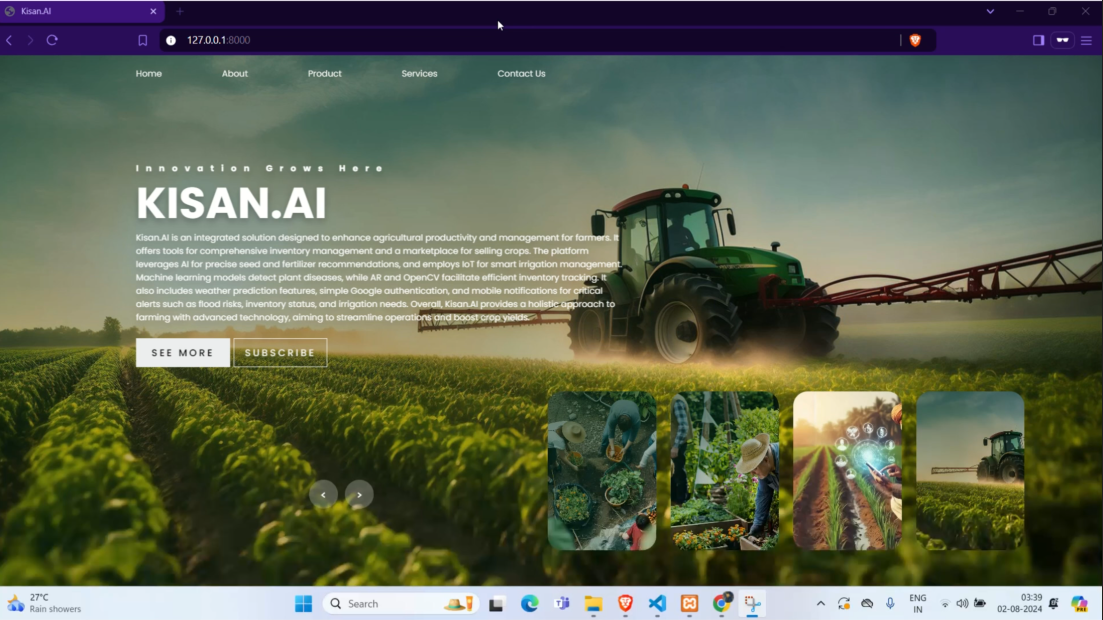 Kisan.AI
127.0.0.1:8000
Home About Product Services Contact Us
Innovation Grows Here
KISAN.AI
Kisan.AI is an integrated solution designed to enhance agricultural productivity and management for farmers. It
offers tools for comprehensive inventory management and a marketplace for selling crops. The platform
leverages AI for precise seed and fertilizer recommendations, and employs IoT for smart irrigation management.
Machine learning models detect plant diseases, while AR and OpenCV facilitate efficient inventory tracking. It
also includes weather prediction features, simple Google authentication, and mobile notifications for critical
alerts such as flood risks, inventory status, and irrigation needs. Overall, Kisan.AI provides a holistic approach to
farming with advanced technology, aiming to streamline operations and boost crop yields.
SEE MORE SUBSCRIBE
< >
27°C
Rain showers
Search
ENG
IN
03:39
02-08-2024
PRE